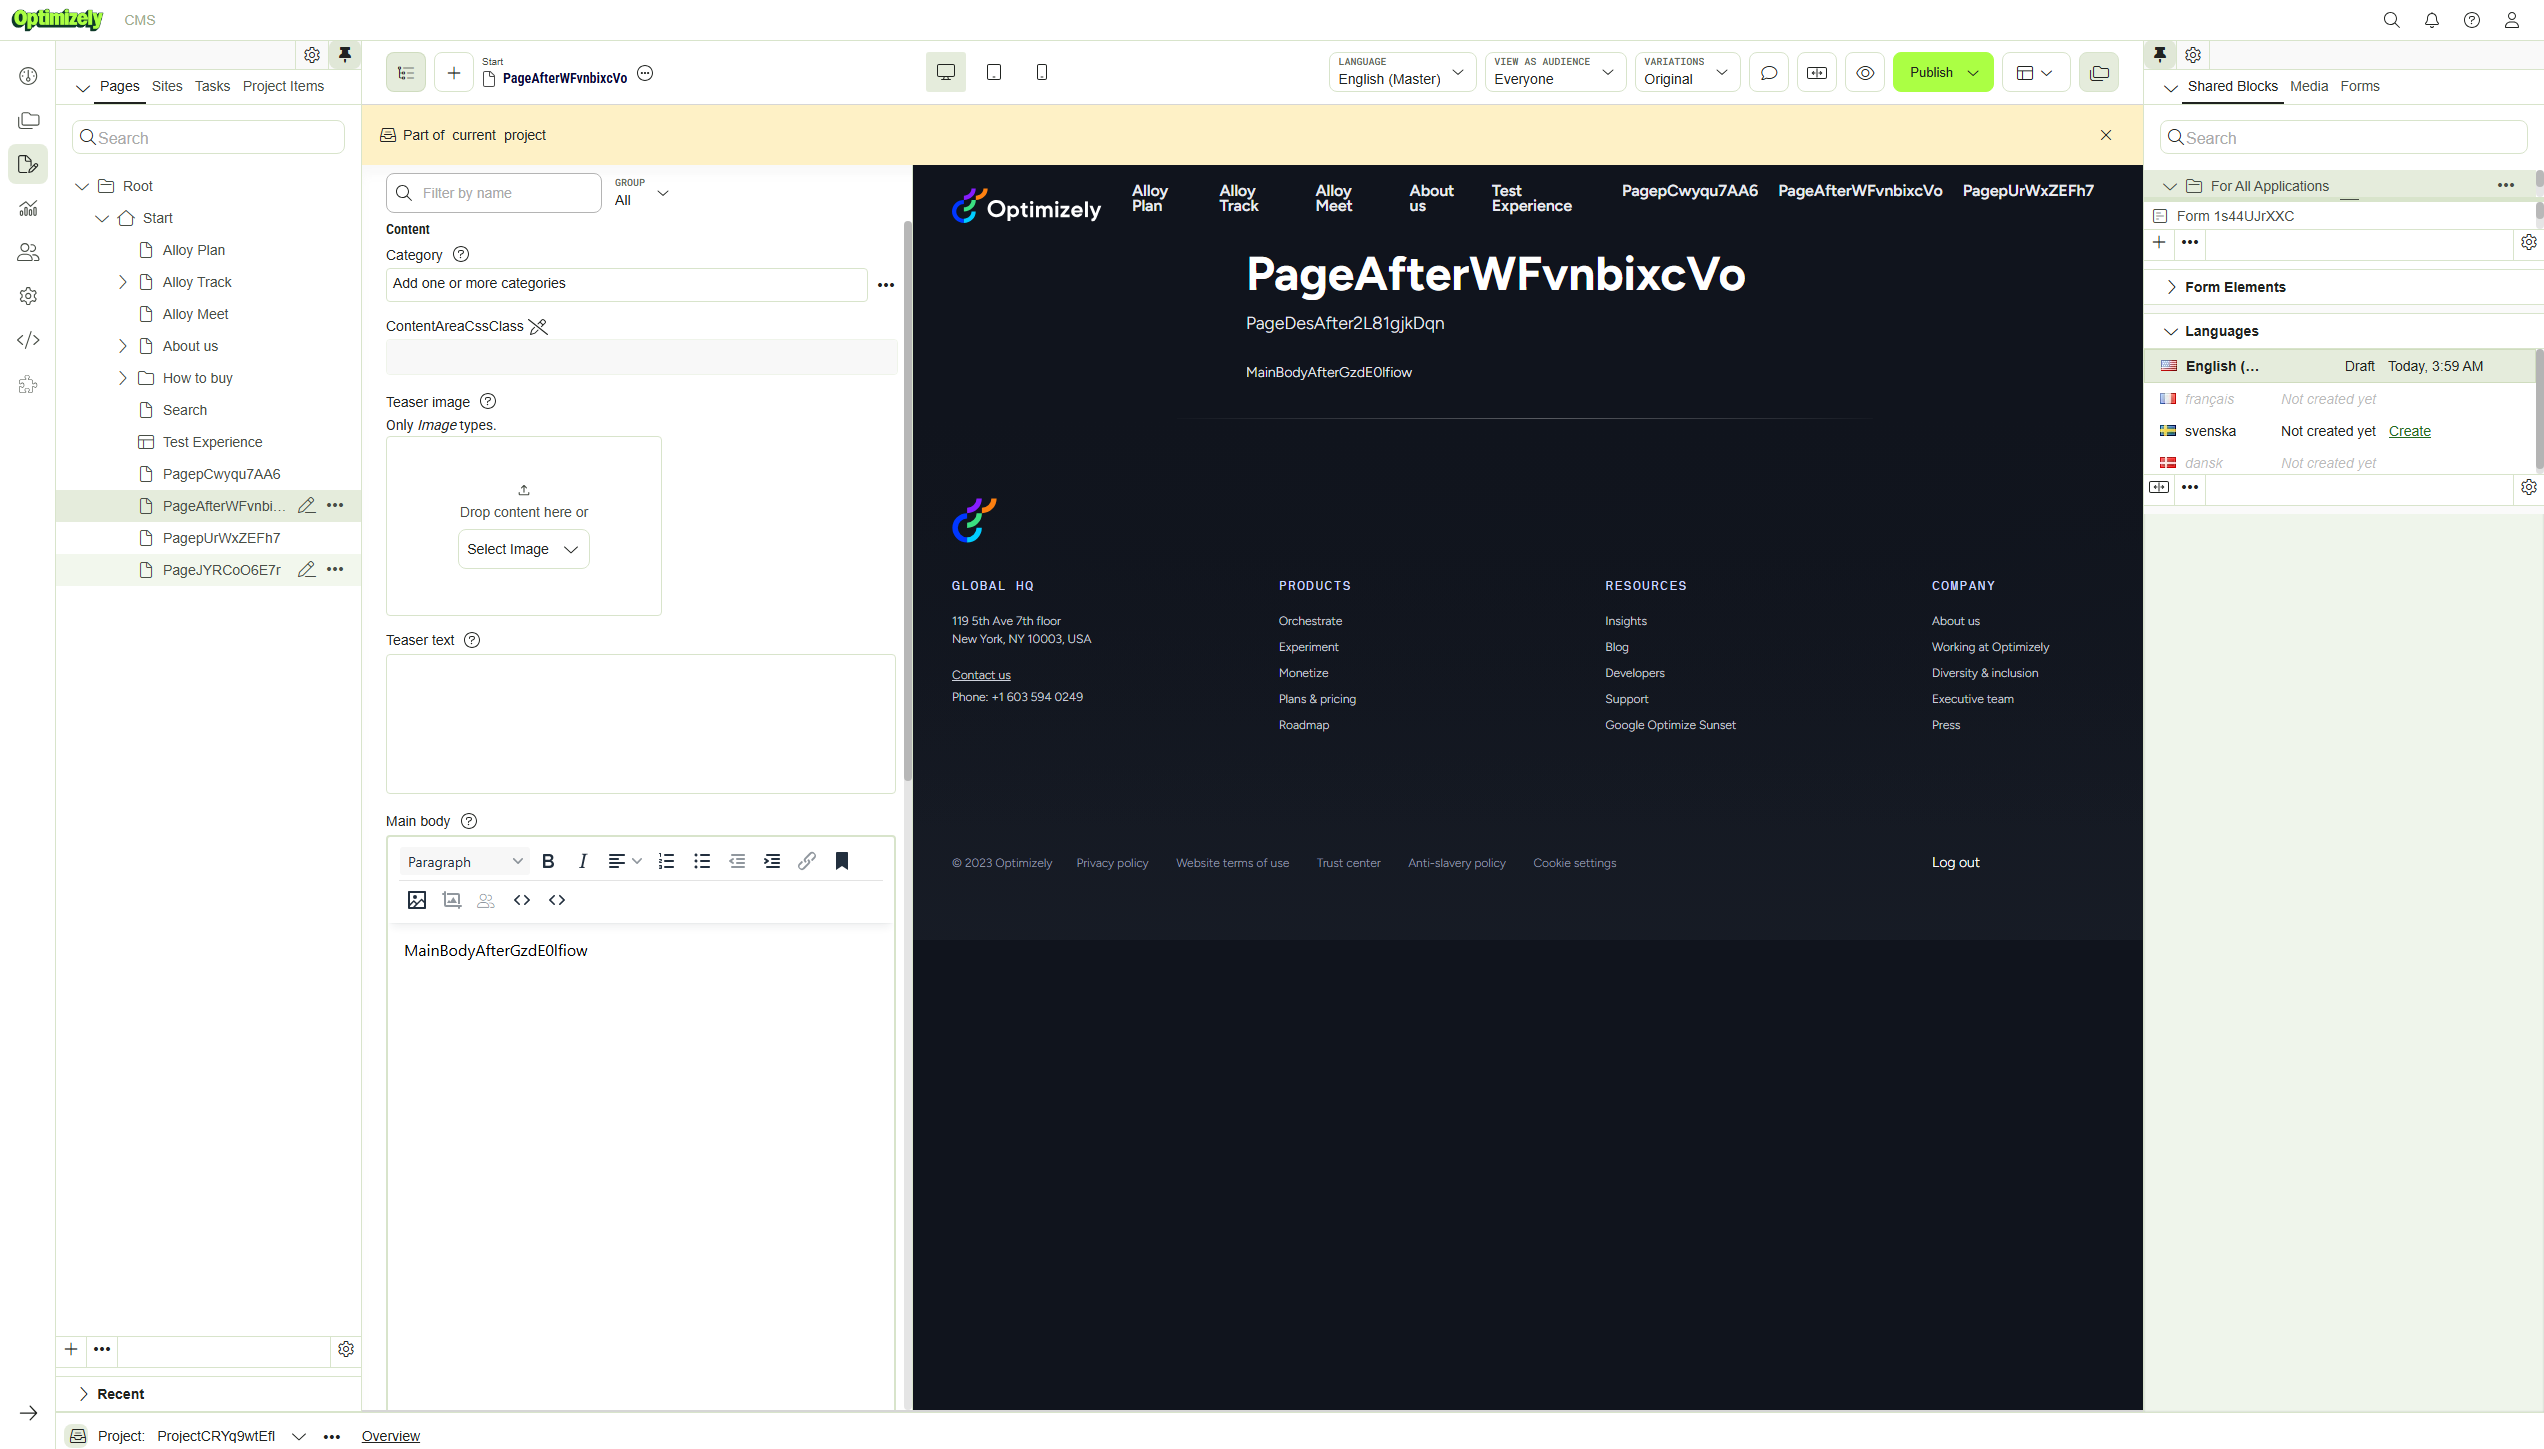 Optimizely
CMS
Pages
Sites
Tasks
Project Items
Search
Root
Start
Alloy Plan
Alloy Track
Alloy Meet
About us
How to buy
Search
Test Experience
PagepCwyqu7AA6
PageAfterWFvnbi...
PagepUrWxZEFh7
PageJYRCoO6E7r
Recent
Project:
ProjectCRYq9wtEfI
Overview
Start
PageAfterWFvnbixcVo
LANGUAGE
English (Master)
VIEW AS AUDIENCE
Everyone
VARIATIONS
Original
Publish
Part of current project
Filter by name
GROUP
All
Content
Category
Add one or more categories
ContentAreaCssClass
Teaser image
Only Image types.
Drop content here or
Select Image
Teaser text
Main body
Paragraph
MainBodyAfterGzdE0lfiow
Optimizely
Alloy Plan
Alloy Track
Alloy Meet
About us
Test Experience
PagepCwyqu7AA6
PageAfterWFvnbixcVo
PagepUrWxZEFh7
PageAfterWFvnbixcVo
PageDesAfter2L81gjkDqn
MainBodyAfterGzdE0lfiow
GLOBAL HQ
119 5th Ave 7th floor
New York, NY 10003, USA
Contact us
Phone: +1 603 594 0249
PRODUCTS
Orchestrate
Experiment
Monetize
Plans & pricing
Roadmap
RESOURCES
Insights
Blog
Developers
Support
Google Optimize Sunset
COMPANY
About us
Working at Optimizely
Diversity & inclusion
Executive team
Press
© 2023 Optimizely
Privacy policy
Website terms of use
Trust center
Anti-slavery policy
Cookie settings
Log out
Shared Blocks
Media
Forms
Search
For All Applications
Form 1s44UJrXXC
Form Elements
Languages
English (...
Draft
Today, 3:59 AM
français
Not created yet
svenska
Not created yet
Create
dansk
Not created yet